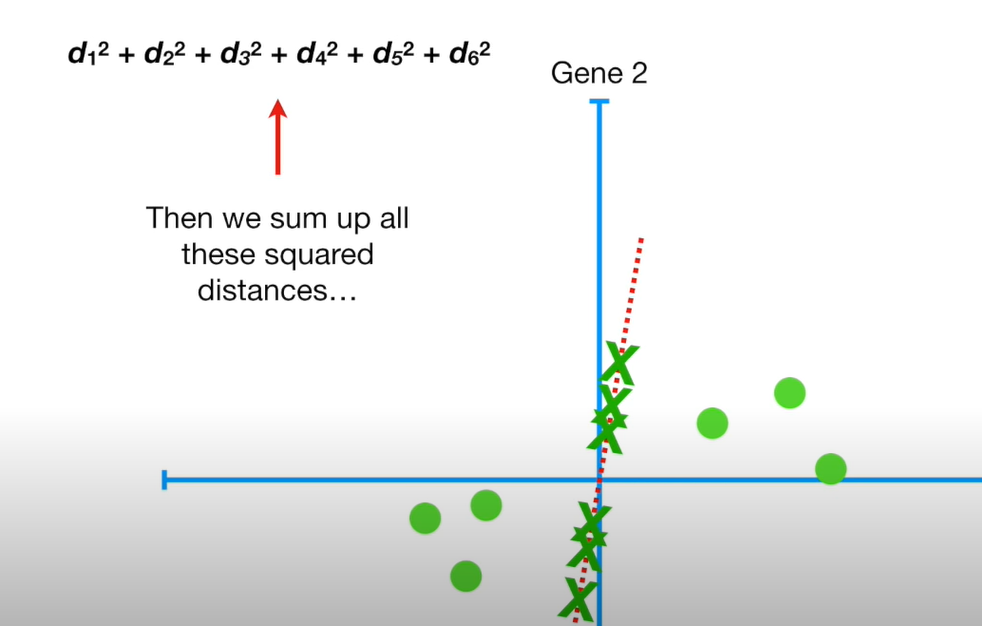 d₁² + d₂² + d₃² + d₄² + d₅² + d₆²
Gene 2
Then we sum up all
these squared
distances…